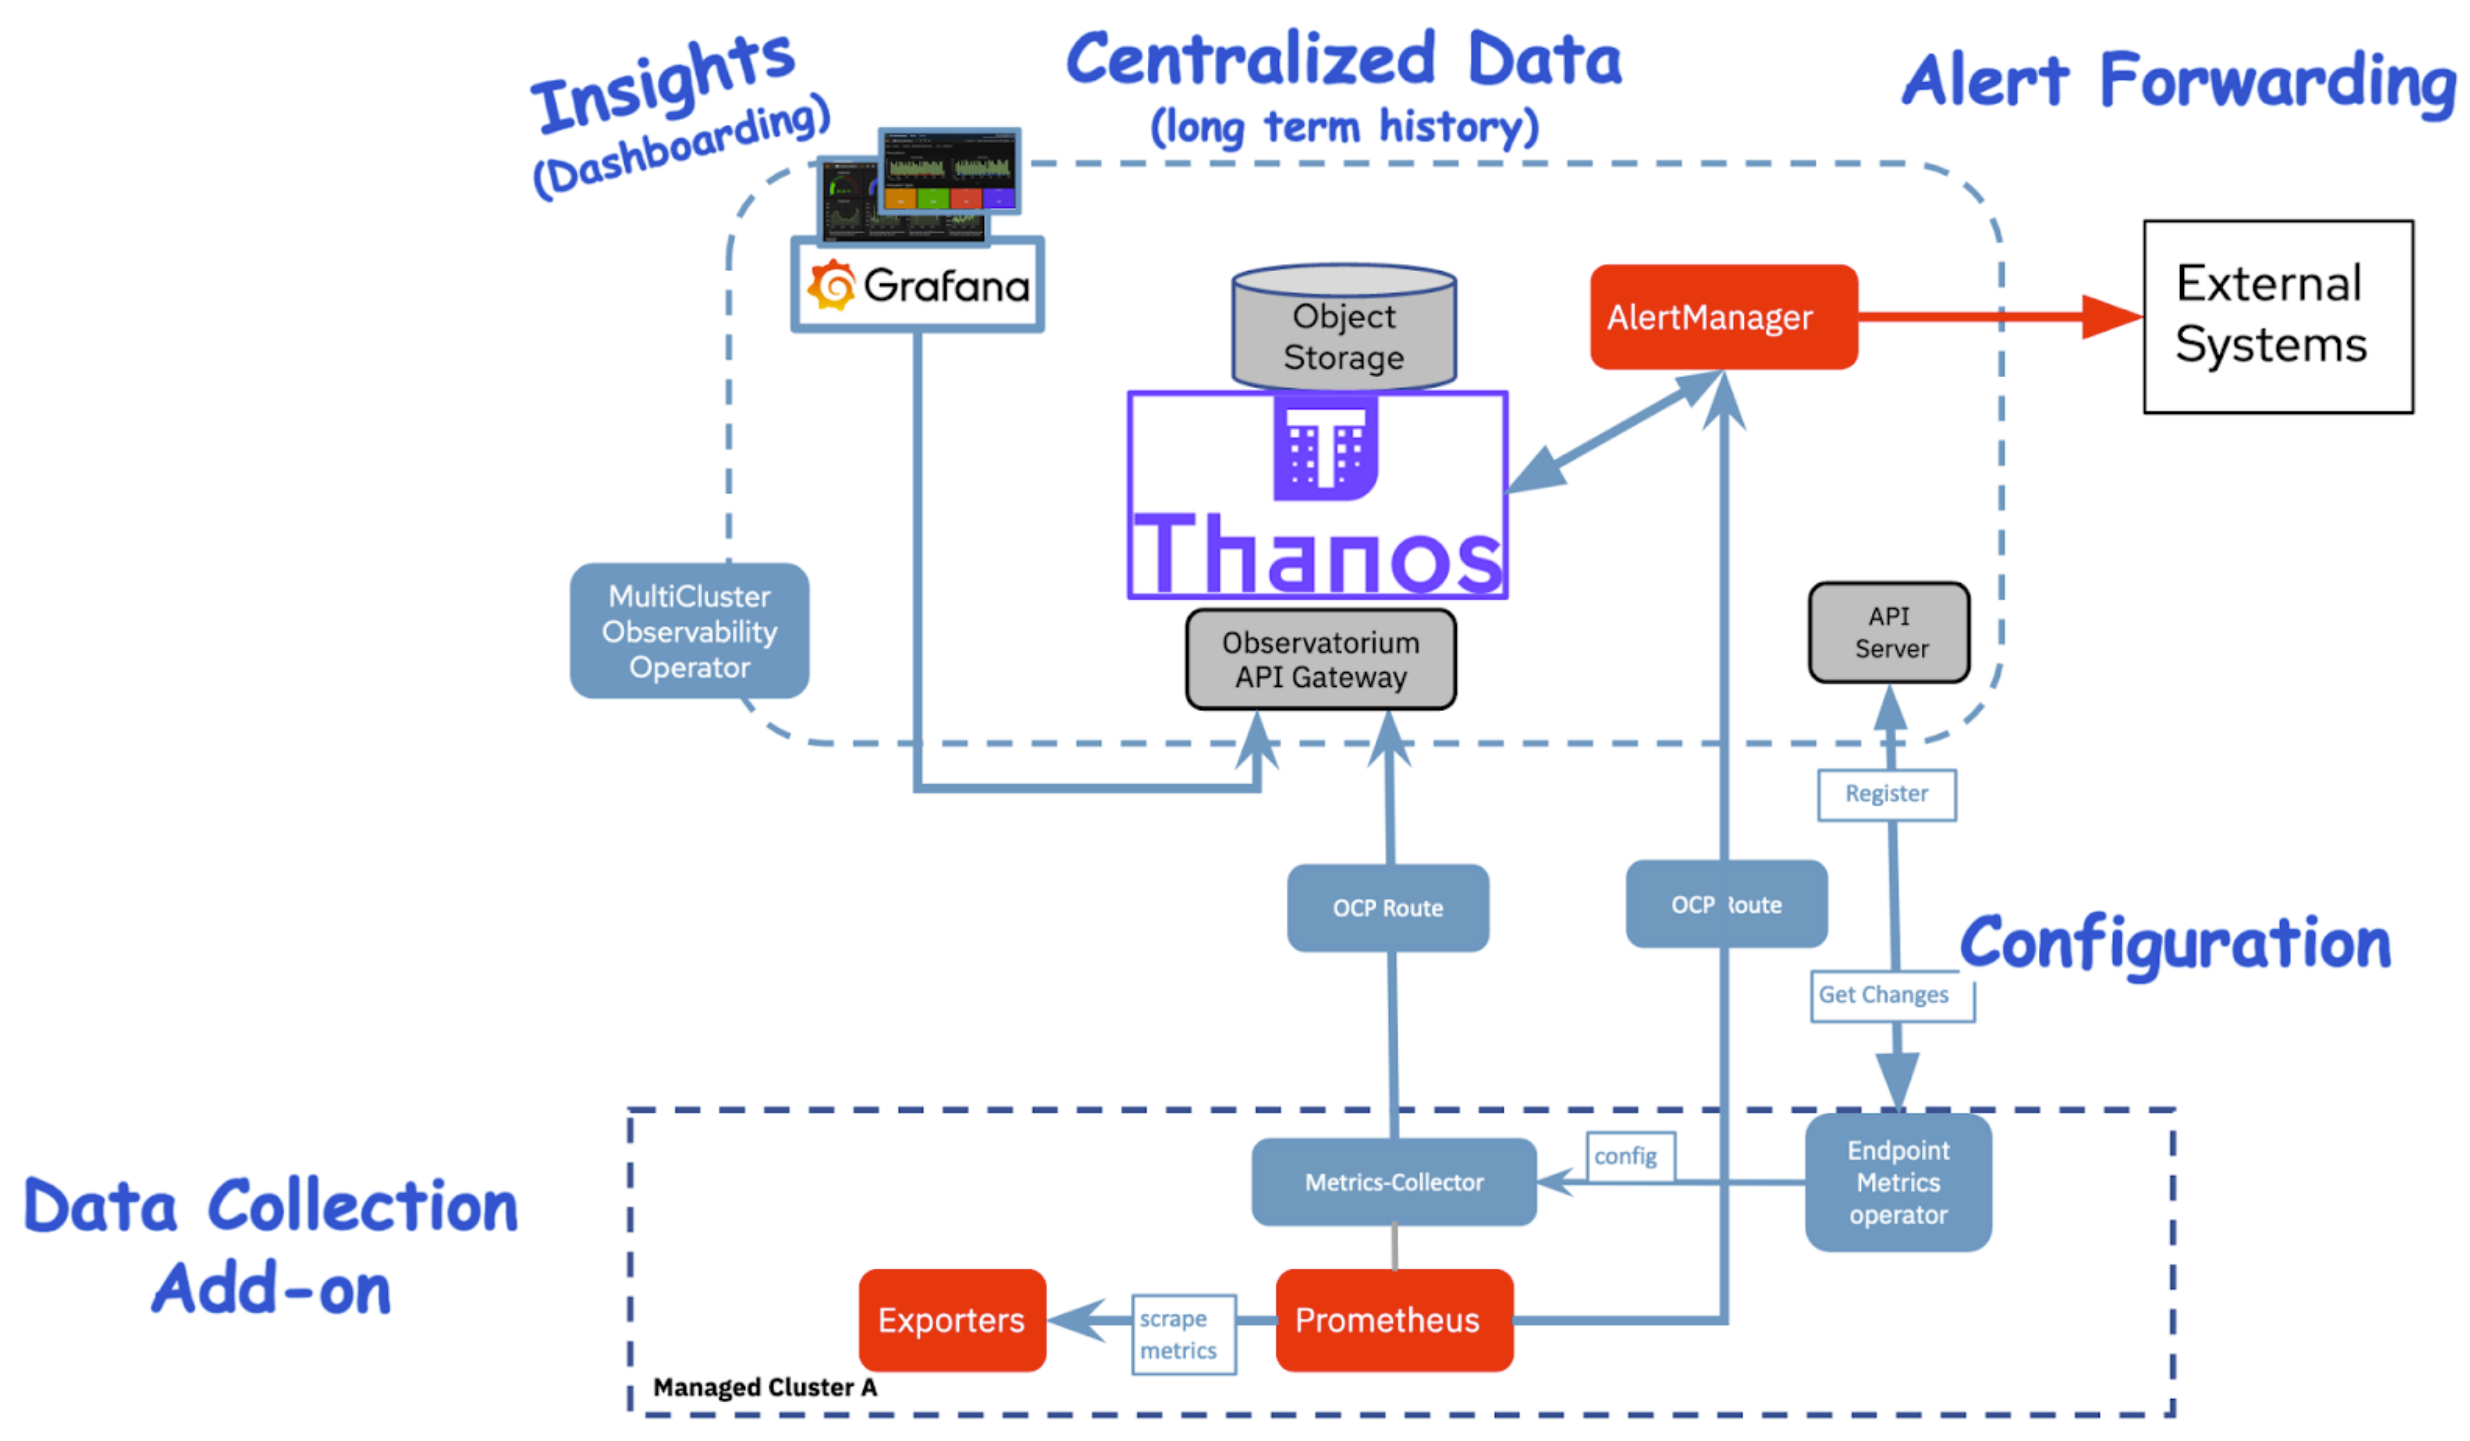 Insights
(Dashboarding)
Centralized Data
(long term history)
Alert Forwarding
Grafana
Object
Storage
AlertManager
External
Systems
Thanos
MultiCluster
Observability
Operator
Observatorium
API Gateway
API
Server
Register
OCP Route
OCP Route
Configuration
Get Changes
Data Collection
Add-on
Metrics-Collector
config
Endpoint
Metrics
operator
Exporters
scrape
metrics
Prometheus
Managed Cluster A